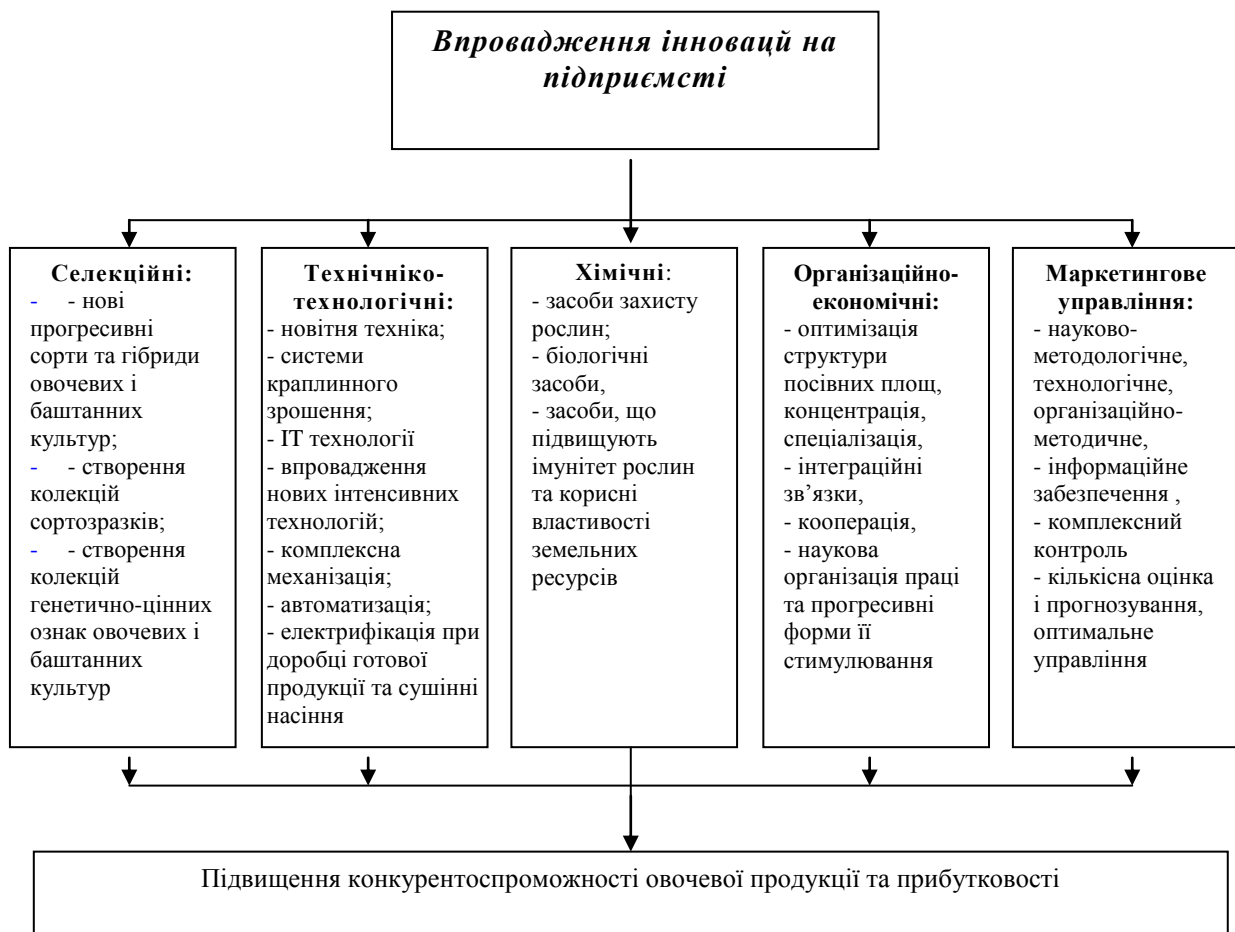 Впровадження інновацй на
підприємсті
Селекційні:
- - нові
прогресивні
сорти та гібриди
овочевих і
баштанних
культур;
- - створення
колекцій
сортозразків;
- - створення
колекцій
генетично-цінних
ознак овочевих і
баштанних
культур
Технічніко-
технологічні:
- новітня техніка;
- системи
краплинного
зрошення;
- ІТ технології
- впровадження
нових інтенсивних
технологій;
- комплексна
механізація;
- автоматизація;
- електрифікація при
доробці готової
продукції та сушінні
насіння
Хімічні:
- засоби захисту
рослин;
- біологічні
засоби,
- засоби, що
підвищують
імунітет рослин
та корисні
властивості
земельних
ресурсів
Організаційно-
економічні:
- оптимізація
структури
посівних площ,
концентрація,
спеціалізація,
- інтеграційні
зв’язки,
- кооперація,
- наукова
організація праці
та прогресивні
форми її
стимулювання
Маркетингове
управління:
- науково-
методологічне,
технологічне,
організаційно-
методичне,
- інформаційне
забезпечення ,
- комплексний
контроль
- кількісна оцінка
і прогнозування,
оптимальне
управління
Підвищення конкурентоспроможності овочевої продукції та прибутковості